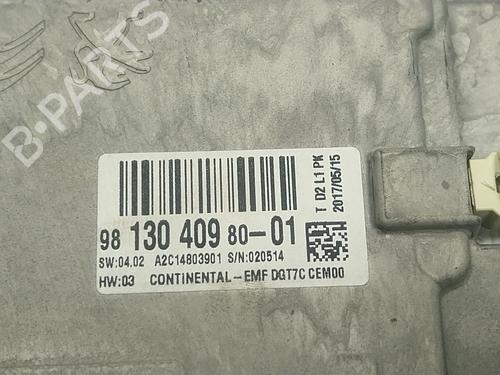 B-PARTS
98 130 409 80-01
SW:04.02 A2C14803901 S/N:020514
HW:03 CONTINENTAL-EMF DGT7C CEM00
T D2 L1 PK
2017/05/15